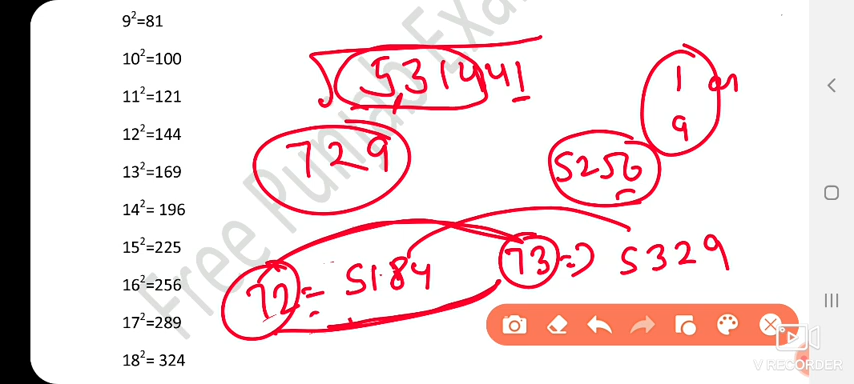 9²=81
10²=100
11²=121
12²=144
13²=169
14²= 196
15²=225
16²=256
17²=289
18²= 324
√531441
729
1 or
9
5256
72 = 5184
73 => 5329
Free Punjab Exa
V RECORDER